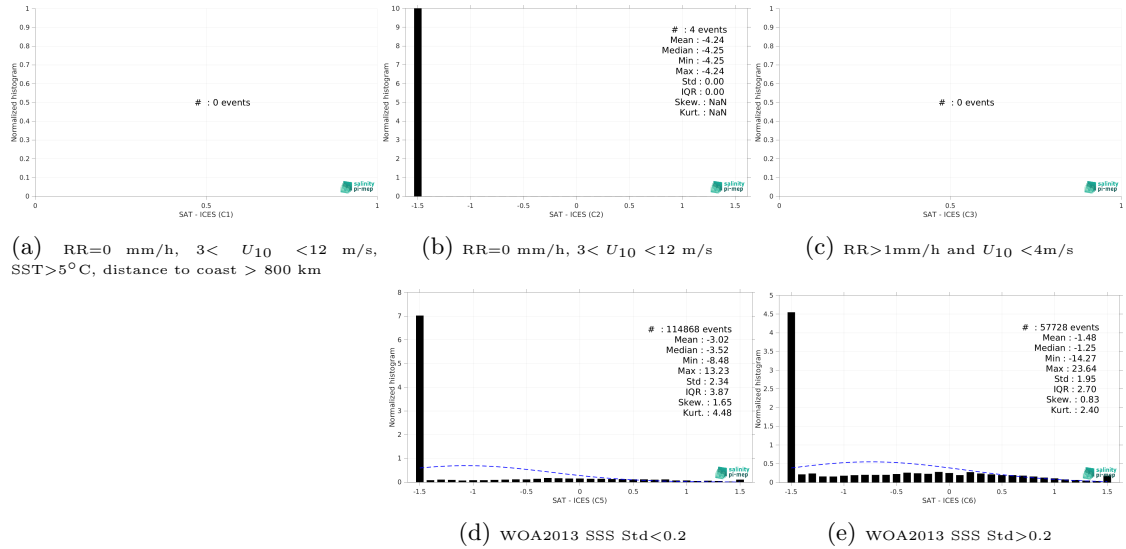 Normalized histogram
1
0.9
0.8
0.7
0.6
0.5
0.4
0.3
0.2
0.1
0
# : 0 events
salinity
pi-mep
0 0.5 1
SAT - ICES (C1)
(a) RR=0 mm/h, 3< U10 <12 m/s,
SST>5°C, distance to coast > 800 km
Normalized histogram
10
9
8
7
6
5
4
3
2
1
0
# : 4 events
Mean : -4.24
Median : -4.25
Min : -4.25
Max : -4.24
Std : 0.00
IQR : 0.00
Skew. : NaN
Kurt. : NaN
salinity
pi-mep
-1.5 -1 -0.5 0 0.5 1 1.5
SAT - ICES (C2)
(b) RR=0 mm/h, 3< U10 <12 m/s
Normalized histogram
1
0.9
0.8
0.7
0.6
0.5
0.4
0.3
0.2
0.1
0
# : 0 events
salinity
pi-mep
0 0.5 1
SAT - ICES (C3)
(c) RR>1mm/h and U10 <4m/s
Normalized histogram
8
7
6
5
4
3
2
1
0
# : 114868 events
Mean : -3.02
Median : -3.52
Min : -8.48
Max : 13.23
Std : 2.34
IQR : 3.87
Skew. : 1.65
Kurt. : 4.48
salinity
pi-mep
-1.5 -1 -0.5 0 0.5 1 1.5
SAT - ICES (C5)
(d) WOA2013 SSS Std<0.2
Normalized histogram
5
4.5
4
3.5
3
2.5
2
1.5
1
0.5
0
# : 57728 events
Mean : -1.48
Median : -1.25
Min : -14.27
Max : 23.64
Std : 1.95
IQR : 2.70
Skew. : 0.83
Kurt. : 2.40
salinity
pi-mep
-1.5 -1 -0.5 0 0.5 1 1.5
SAT - ICES (C6)
(e) WOA2013 SSS Std>0.2